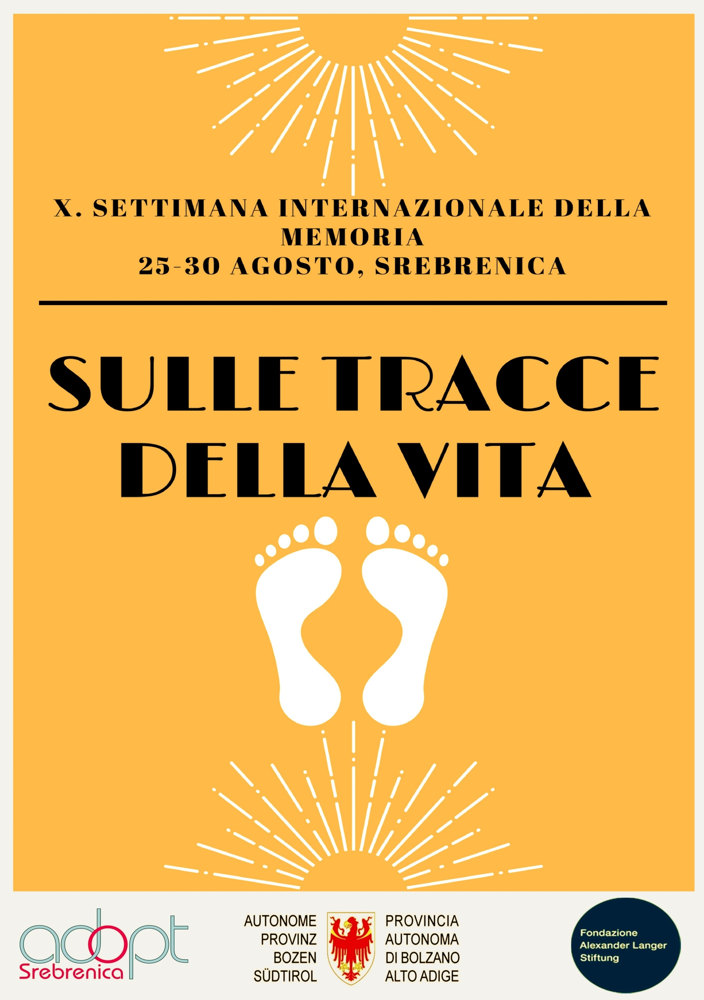 X. SETTIMANA INTERNAZIONALE DELLA
MEMORIA
25-30 AGOSTO, SREBRENICA
SULLE TRACCE
DELLA VITA
adopt
Srebrenica
AUTONOME
PROVINZ
BOZEN
SÜDTIROL
PROVINCIA
AUTONOMA
DI BOLZANO
ALTO ADIGE
Fondazione
Alexander Langer
Stiftung